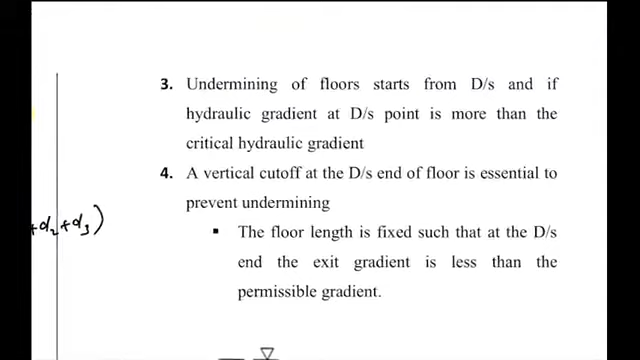 3. Undermining of floors starts from D/s and if
hydraulic gradient at D/s point is more than the
critical hydraulic gradient
4. A vertical cutoff at the D/s end of floor is essential to
prevent undermining
+d₂+d₃)
▪ The floor length is fixed such that at the D/s
end the exit gradient is less than the
permissible gradient.